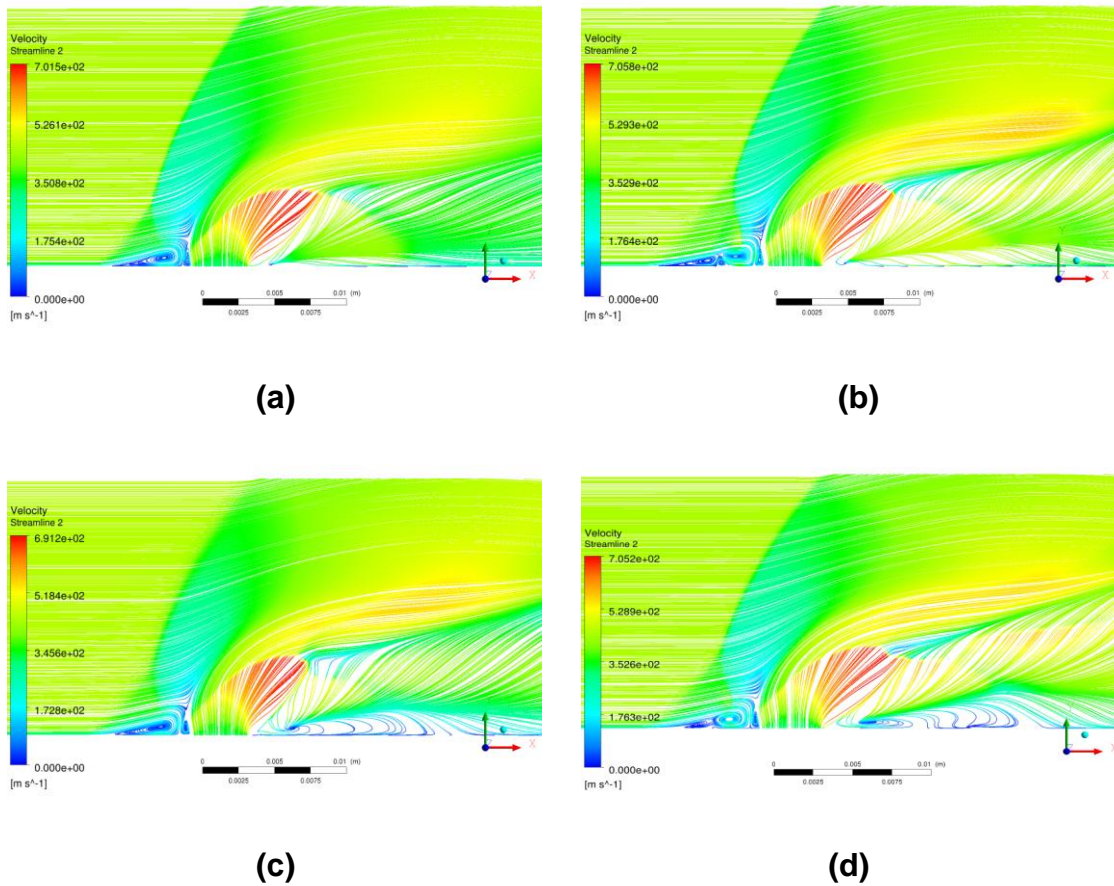 Velocity
Streamline 2
7.015e+02
5.261e+02
3.508e+02
1.754e+02
0.000e+00
[m s^-1]
0 0.005 0.01 (m)
0.0025 0.0075
X
(a)
Velocity
Streamline 2
7.058e+02
5.293e+02
3.529e+02
1.764e+02
0.000e+00
[m s^-1]
0 0.005 0.01 (m)
0.0025 0.0075
X
(b)
Velocity
Streamline 2
6.912e+02
5.184e+02
3.456e+02
1.728e+02
0.000e+00
[m s^-1]
0 0.005 0.01 (m)
0.0025 0.0075
X
(c)
Velocity
Streamline 2
7.052e+02
5.289e+02
3.526e+02
1.763e+02
0.000e+00
[m s^-1]
0 0.005 0.01 (m)
0.0025 0.0075
X
(d)